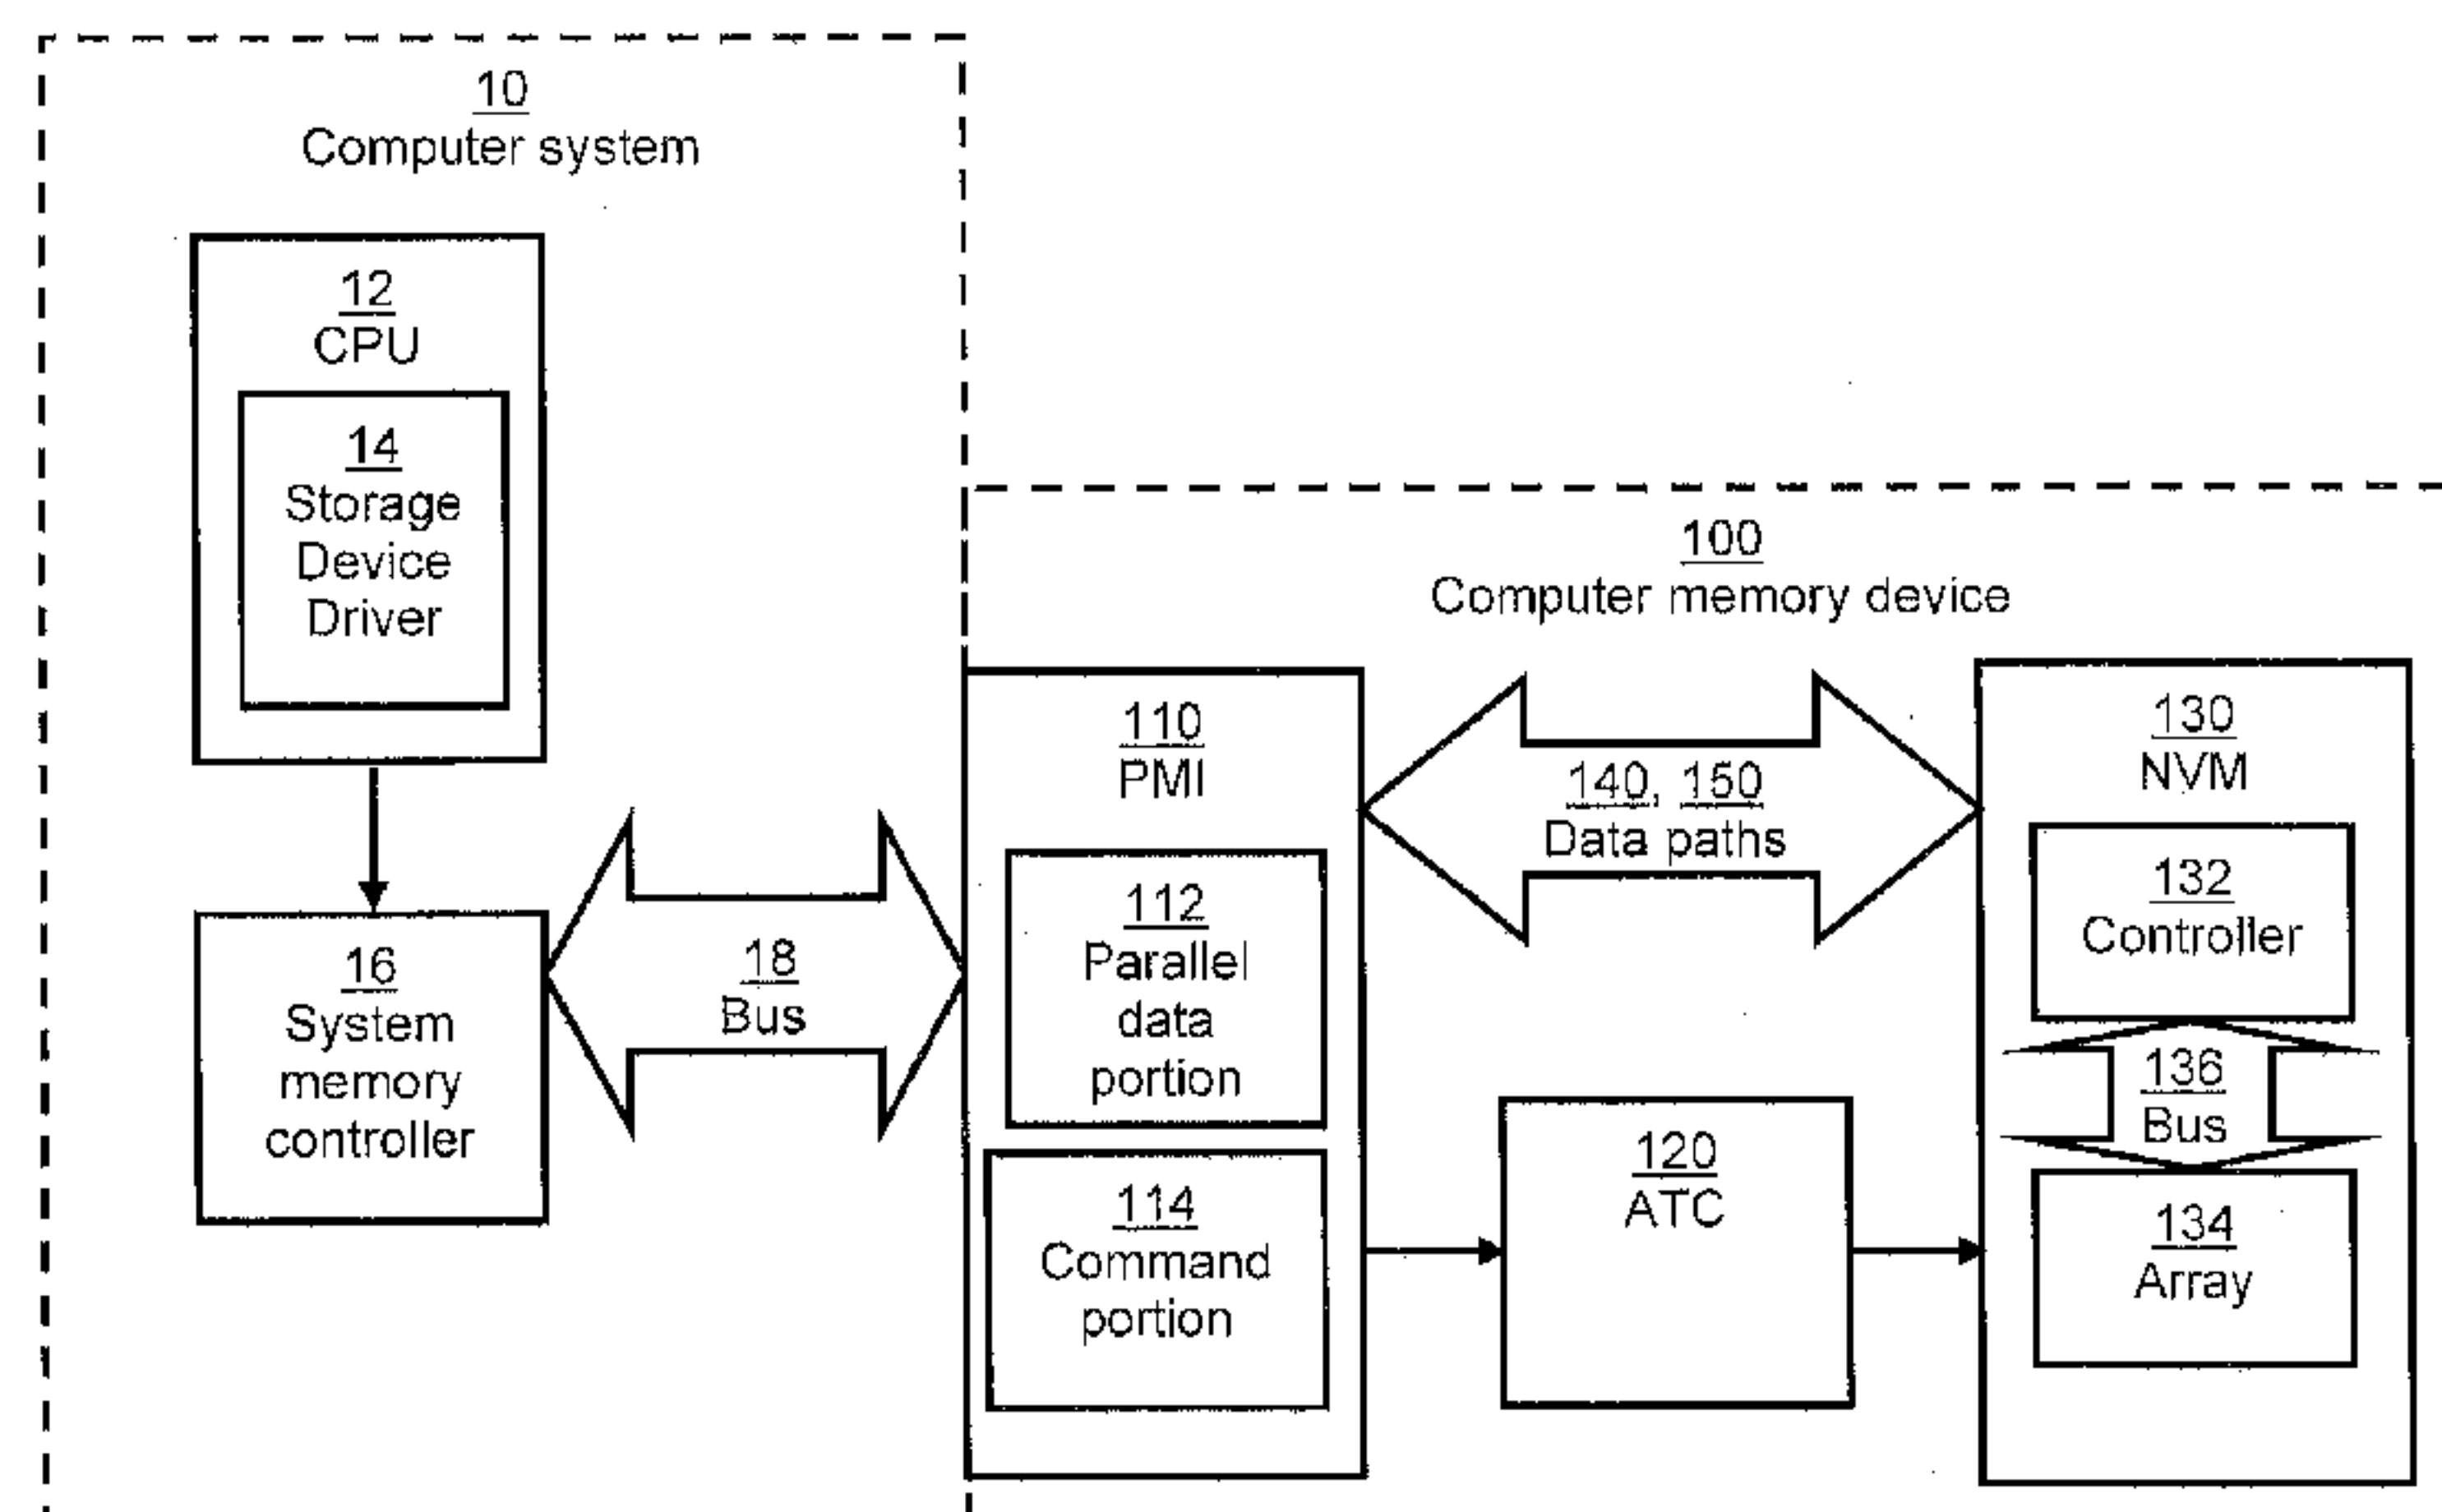 10
Computer system
12
CPU
14
Storage
Device
Driver
16
System
memory
controller
18
Bus
100
Computer memory device
110
PMI
112
Parallel
data
portion
114
Command
portion
140, 150
Data paths
120
ATC
130
NVM
132
Controller
136
Bus
134
Array